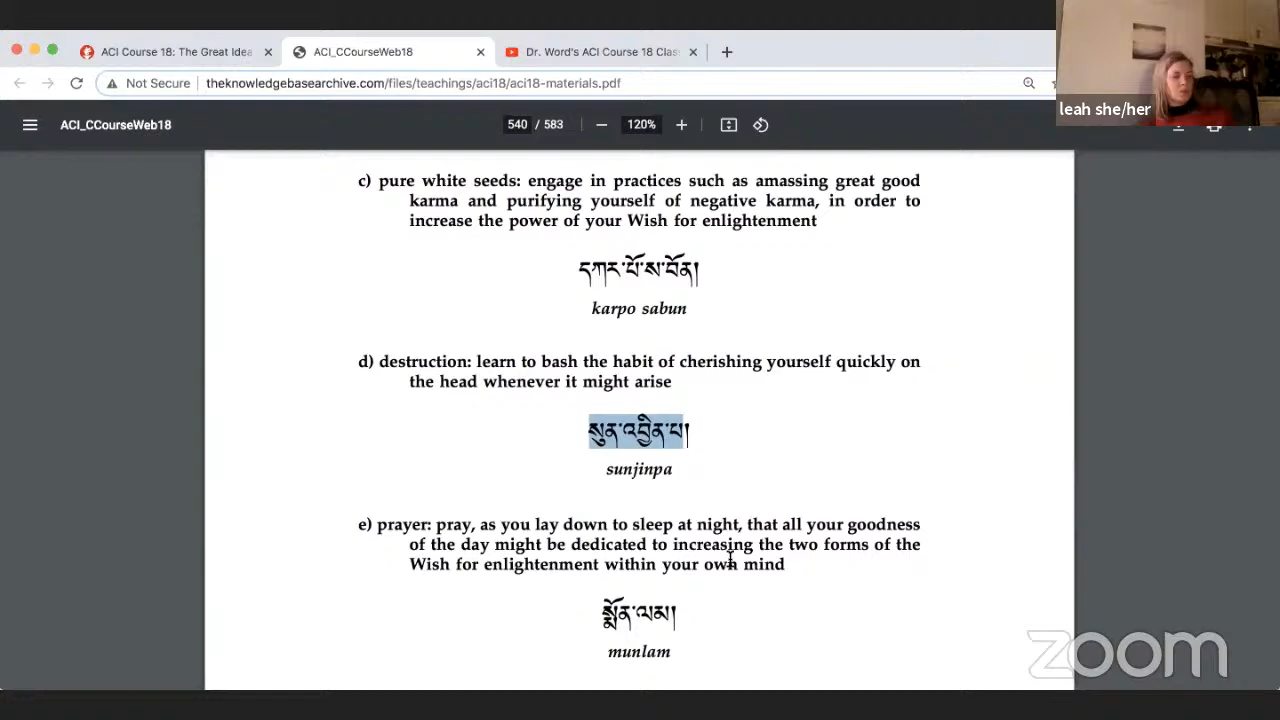 ACI Course 18: The Great Idea
ACI_CCourseWeb18
Dr. Word's ACI Course 18 Clas
Not Secure
theknowledgebasearchive.com/files/teachings/aci18/aci18-materials.pdf
leah she/her
ACI_CCourseWeb18
540 / 583
120%
c) pure white seeds: engage in practices such as amassing great good
karma and purifying yourself of negative karma, in order to
increase the power of your Wish for enlightenment
དཀར་པོ་ས་བོན།
karpo sabun
d) destruction: learn to bash the habit of cherishing yourself quickly on
the head whenever it might arise
སུན་འབྱིན་པ།
sunjinpa
e) prayer: pray, as you lay down to sleep at night, that all your goodness
of the day might be dedicated to increasing the two forms of the
Wish for enlightenment within your own mind
སྨོན་ལམ།
munlam
zoom